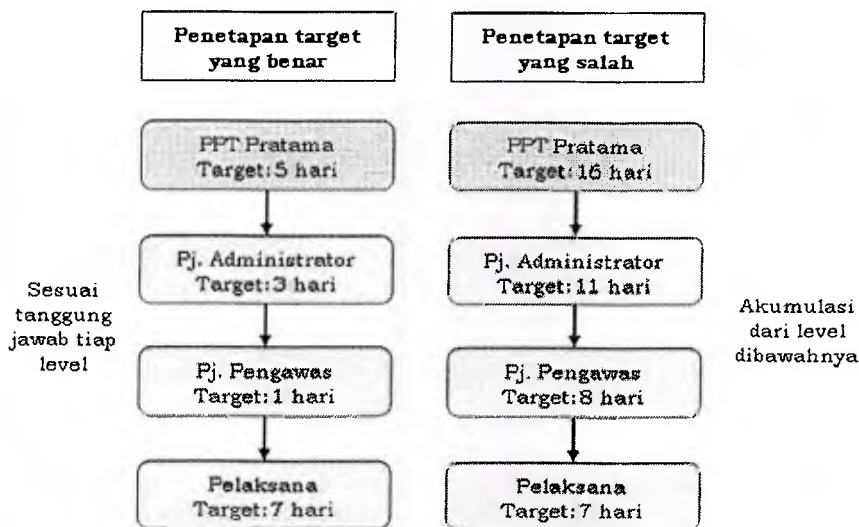 Penetapan target
yang benar
Penetapan target
yang salah
PPT Pratama
Target: 5 hari
Pj. Administrator
Target: 3 hari
Pj. Pengawas
Target: 1 hari
Pelaksana
Target: 7 hari
Sesuai
tanggung
jawab tiap
level
PPT Pratama
Target: 16 hari
Pj. Administrator
Target: 11 hari
Pj. Pengawas
Target: 8 hari
Pelaksana
Target: 7 hari
Akumulasi
dari level
dibawahnya